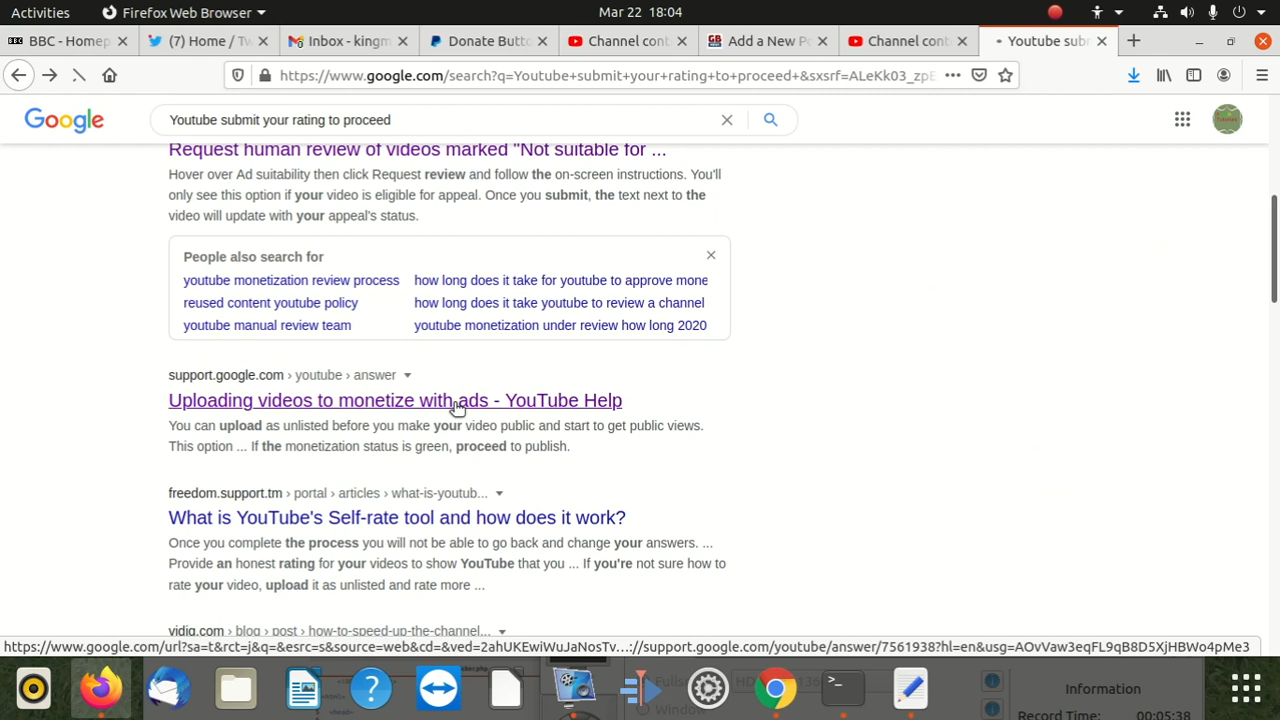 Activities
Firefox Web Browser
Mar 22 18:04
BBC - Homep
(7) Home / Tw
Inbox - kingm
Donate Butto
Channel cont
Add a New Po
Channel cont
Youtube subm
https://www.google.com/search?q=Youtube+submit+your+rating+to+proceed+&sxsrf=ALeKk03_zpE
Google
Youtube submit your rating to proceed
Request human review of videos marked "Not suitable for ...
Hover over Ad suitability then click Request review and follow the on-screen instructions. You'll
only see this option if your video is eligible for appeal. Once you submit, the text next to the
video will update with your appeal's status.
People also search for
youtube monetization review process
how long does it take for youtube to approve mone
reused content youtube policy
how long does it take youtube to review a channel
youtube manual review team
youtube monetization under review how long 2020
support.google.com › youtube › answer
Uploading videos to monetize with ads - YouTube Help
You can upload as unlisted before you make your video public and start to get public views.
This option ... If the monetization status is green, proceed to publish.
freedom.support.tm › portal › articles › what-is-youtub...
What is YouTube's Self-rate tool and how does it work?
Once you complete the process you will not be able to go back and change your answers. ...
Provide an honest rating for your videos to show YouTube that you ... If you're not sure how to
rate your video, upload it as unlisted and rate more ...
vidiq.com › blog › post › how-to-speed-up-the-channel...
https://www.google.com/url?sa=t&rct=j&q=&esrc=s&source=web&cd=&ved=2ahUKEwiWuJaNosTv...://support.google.com/youtube/answer/7561938?hl=en&usg=AOvVaw3eqFL9qB8D5XjHBWo4pMe3
Information
Window
Record Time: 00:05:38